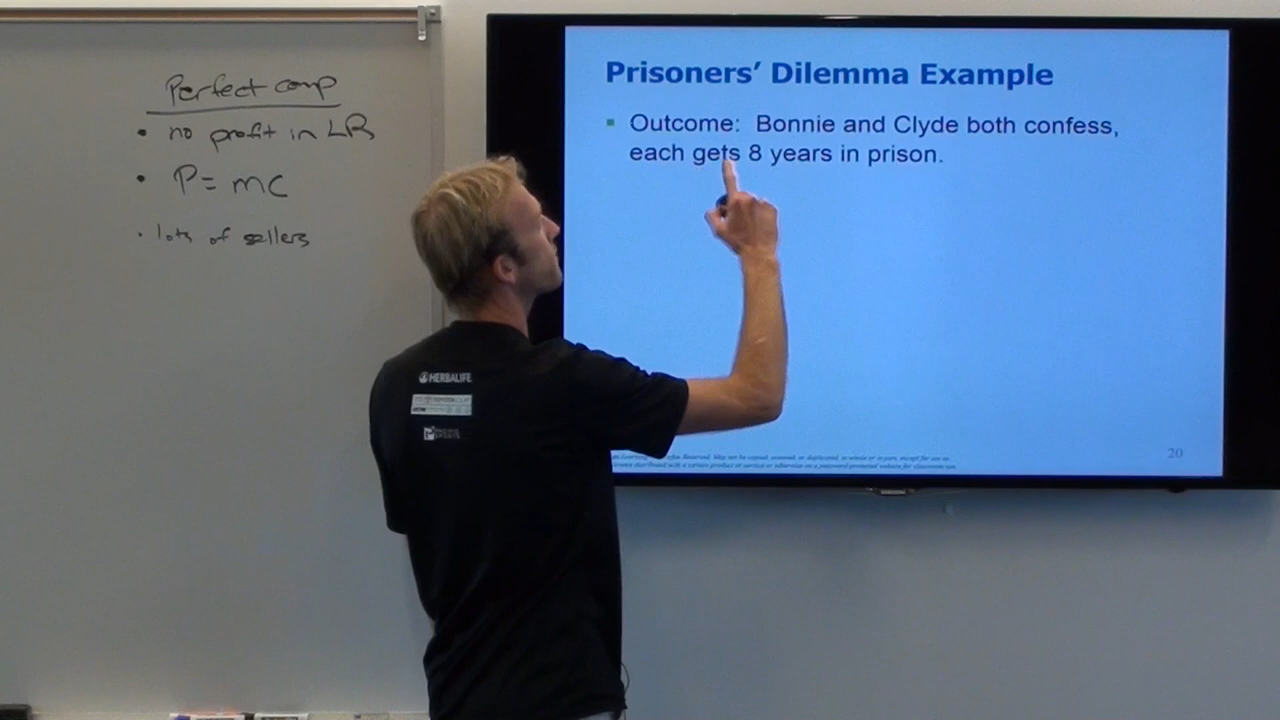 Perfect comp
• no profit in LR
• P = mc
• lots of sellers
Prisoners' Dilemma Example
Outcome: Bonnie and Clyde both confess,
each gets 8 years in prison.
20
HERBALIFE